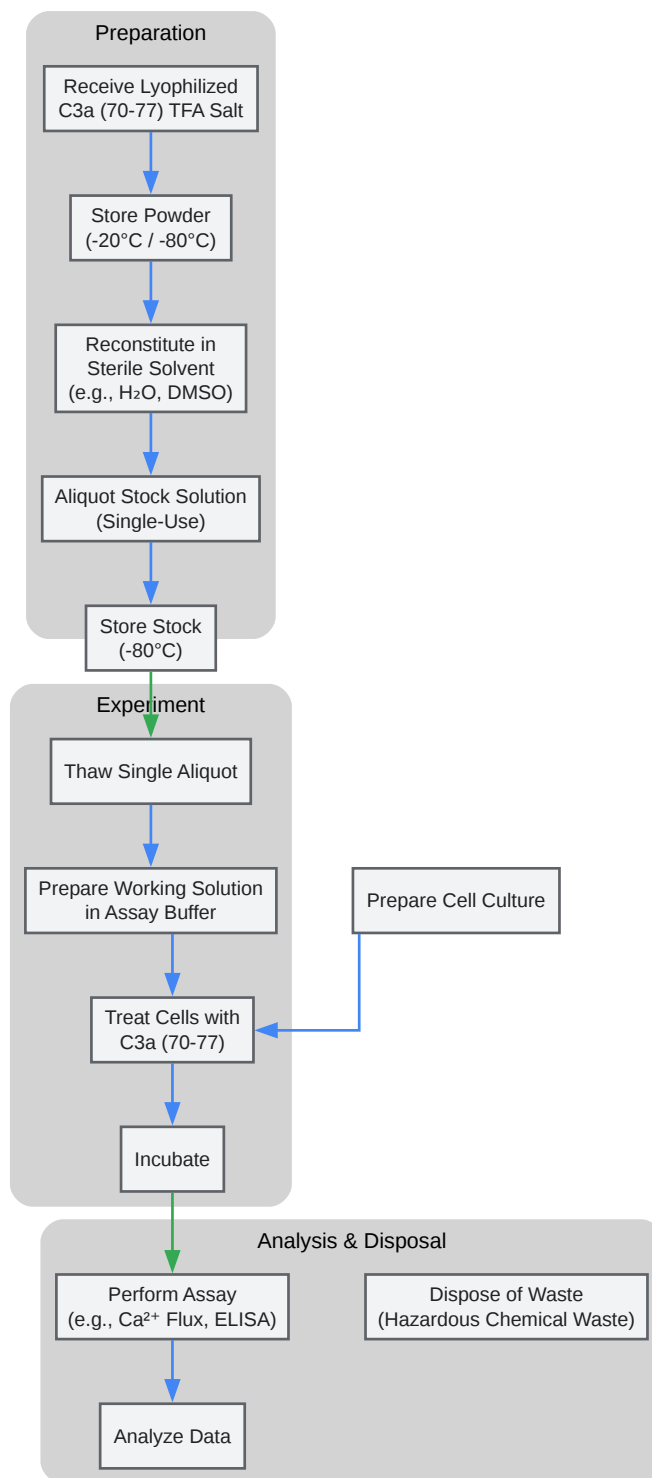 Preparation
Receive Lyophilized
C3a (70-77) TFA Salt
Store Powder
(-20°C / -80°C)
Reconstitute in
Sterile Solvent
(e.g., H₂O, DMSO)
Aliquot Stock Solution
(Single-Use)
Store Stock
(-80°C)
Experiment
Thaw Single Aliquot
Prepare Working Solution
in Assay Buffer
Prepare Cell Culture
Treat Cells with
C3a (70-77)
Incubate
Analysis & Disposal
Perform Assay
(e.g., Ca²⁺ Flux, ELISA)
Dispose of Waste
(Hazardous Chemical Waste)
Analyze Data